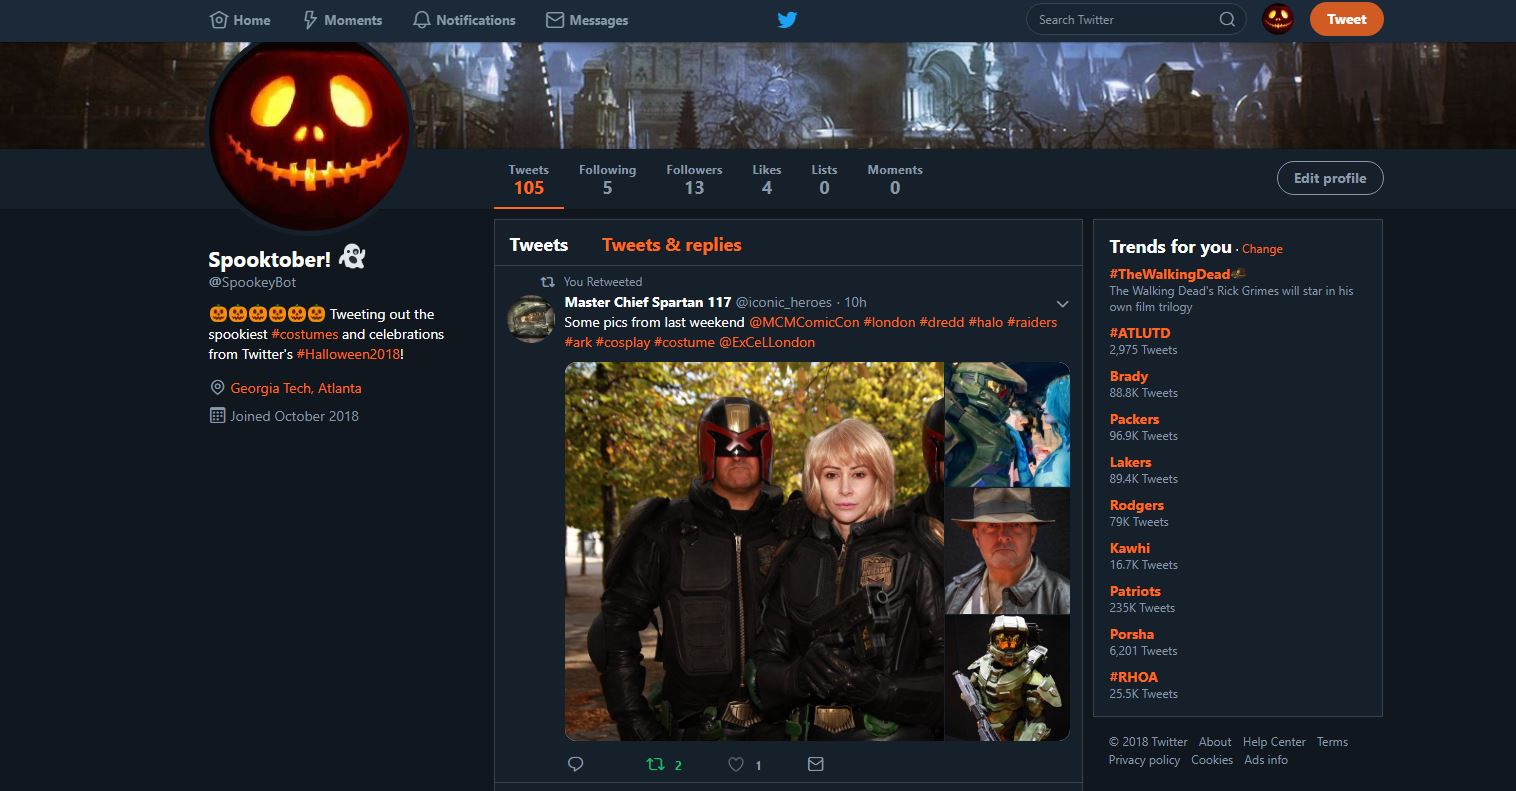 Home Moments Notifications Messages Search Twitter Tweet
Tweets Following Followers Likes Lists Moments
105 5 13 4 0 0
Edit profile
Spooktober! 👻
@SpookeyBot
🎃🎃🎃🎃🎃🎃 Tweeting out the
spookiest #costumes and celebrations
from Twitter's #Halloween2018!
Georgia Tech, Atlanta
Joined October 2018
Tweets Tweets & replies
You Retweeted
Master Chief Spartan 117 @iconic_heroes · 10h
Some pics from last weekend @MCMComicCon #london #dredd #halo #raiders
#ark #cosplay #costume @ExCeLLondon
2 1
Trends for you · Change
#TheWalkingDead
The Walking Dead's Rick Grimes will star in his
own film trilogy
#ATLUTD
2,975 Tweets
Brady
88.8K Tweets
Packers
96.9K Tweets
Lakers
89.4K Tweets
Rodgers
79K Tweets
Kawhi
16.7K Tweets
Patriots
235K Tweets
Porsha
6,201 Tweets
#RHOA
25.5K Tweets
© 2018 Twitter About Help Center Terms
Privacy policy Cookies Ads info